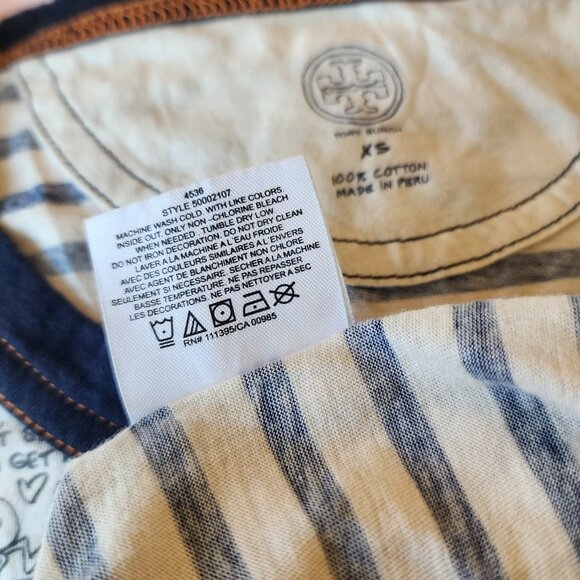 TORY BURCH
XS
100% COTTON
MADE IN PERU
4536
STYLE 50002107
MACHINE WASH COLD. WITH LIKE COLORS
INSIDE OUT. ONLY NON -CHLORINE BLEACH
WHEN NEEDED. TUMBLE DRY LOW
DO NOT IRON DECORATION. DO NOT DRY CLEAN
LAVER A LA MACHINE A L' EAU FROIDE
AVEC DES COULEURS SIMILAIRES A L'ENVERS
AVEC AGENT DE BLANCHIMENT NON CHLORE
SEULEMENT SI NECESSAIRE. SECHER A LA MACHINE
BASSE TEMPERATURE. NE PAS REPASSER
LES DECORATIONS. NE PAS NETTOYER A SEC
RN# 111395/CA 00985
GET